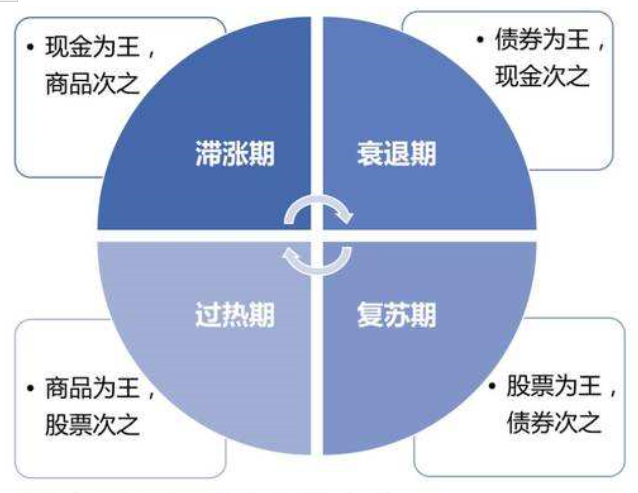 • 现金为王，
商品次之
• 债券为王，
现金次之
滞涨期
衰退期
过热期
复苏期
• 商品为王，
股票次之
• 股票为王，
债券次之